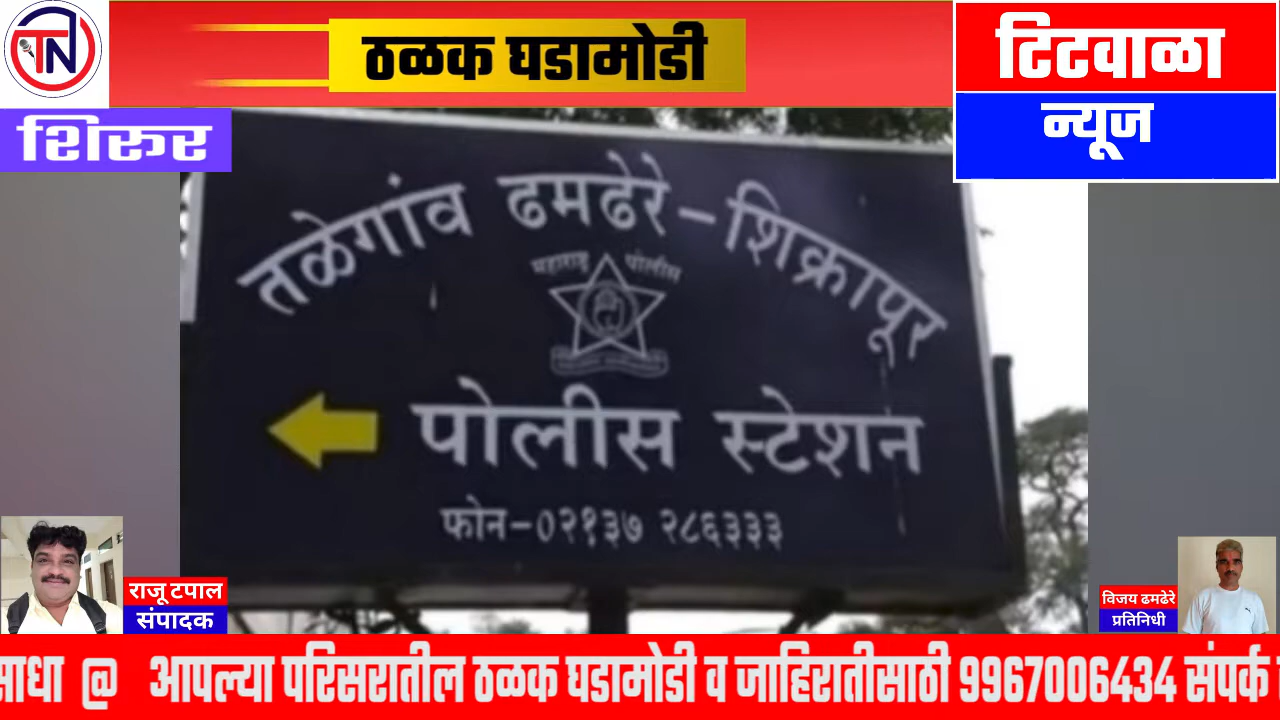 TN
ठळक घडामोडी
टिटवाळा
न्यूज
शिरूर
तळेगांव ढमढेरे-शिक्रापूर
महाराष्ट्र पोलीस
पोलीस स्टेशन
फोन-०२१३७ २८६३३३
राजू टपाल
संपादक
विजय ढमढेरे
प्रतिनिधी
साधा @ आपल्या परिसरातील ठळक घडामोडी व जाहिरातीसाठी 9967006434 संपर्क